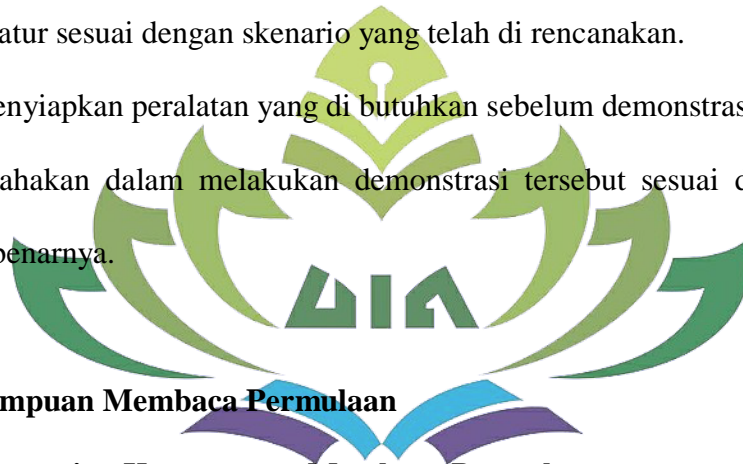 atur sesuai dengan skenario yang telah di rencanakan.
enyiapkan peralatan yang di butuhkan sebelum demonstras
ahakan dalam melakukan demonstrasi tersebut sesuai
benarnya.
UIN
mpuan Membaca Permulaan